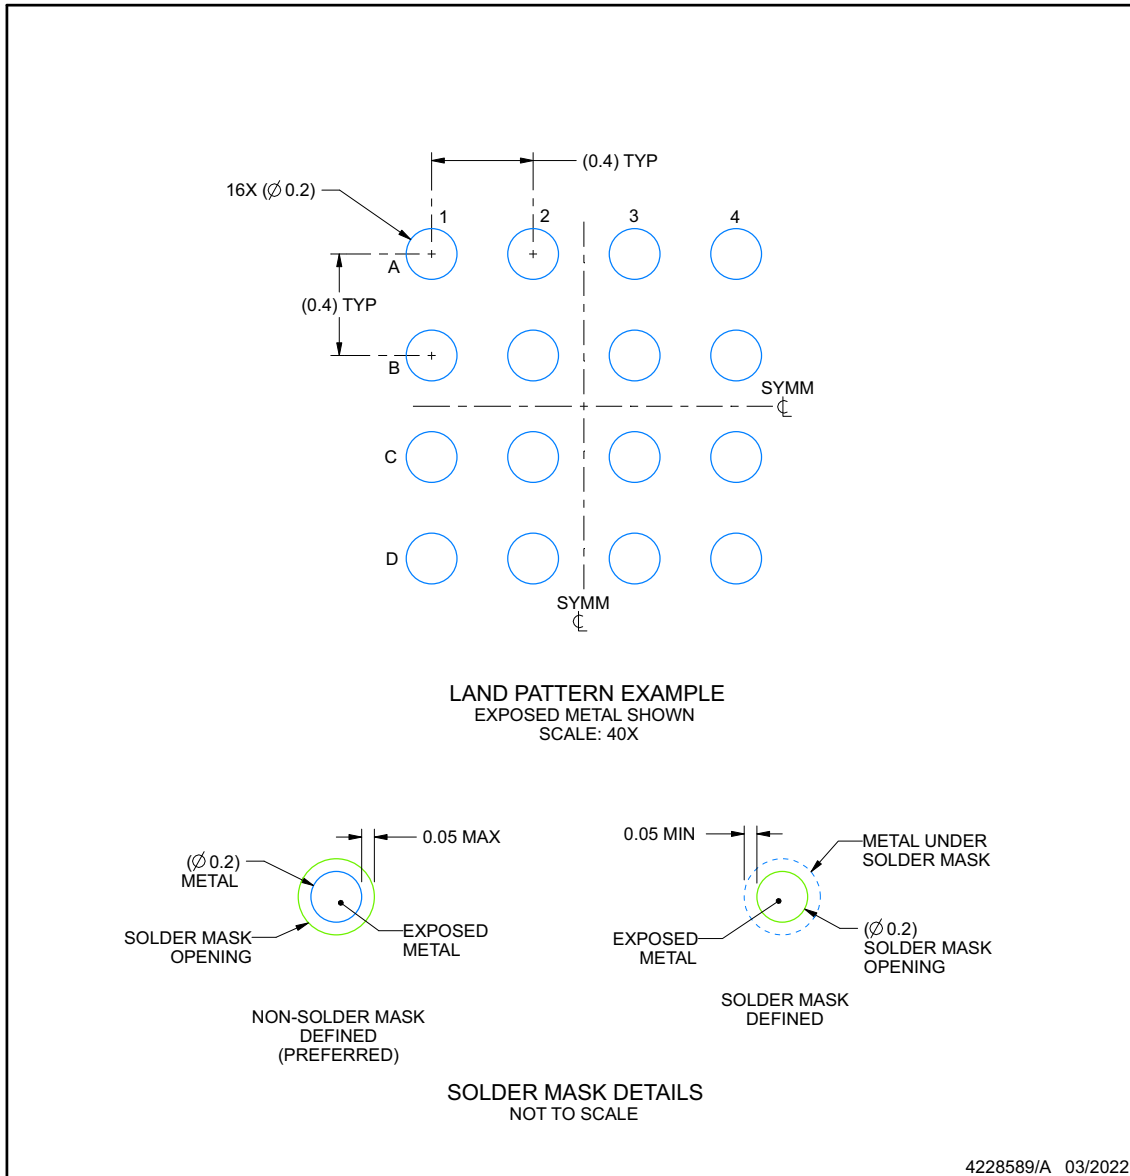 (0.4) TYP
16X (Ø 0.2)
1 2 3 4
A
(0.4) TYP
B
SYMM
℄
C
D
SYMM
℄
LAND PATTERN EXAMPLE
EXPOSED METAL SHOWN
SCALE: 40X
0.05 MAX
(Ø 0.2)
METAL
SOLDER MASK
OPENING
EXPOSED
METAL
NON-SOLDER MASK
DEFINED
(PREFERRED)
0.05 MIN
METAL UNDER
SOLDER MASK
EXPOSED
METAL
(Ø 0.2)
SOLDER MASK
OPENING
SOLDER MASK
DEFINED
SOLDER MASK DETAILS
NOT TO SCALE
4228589/A 03/2022